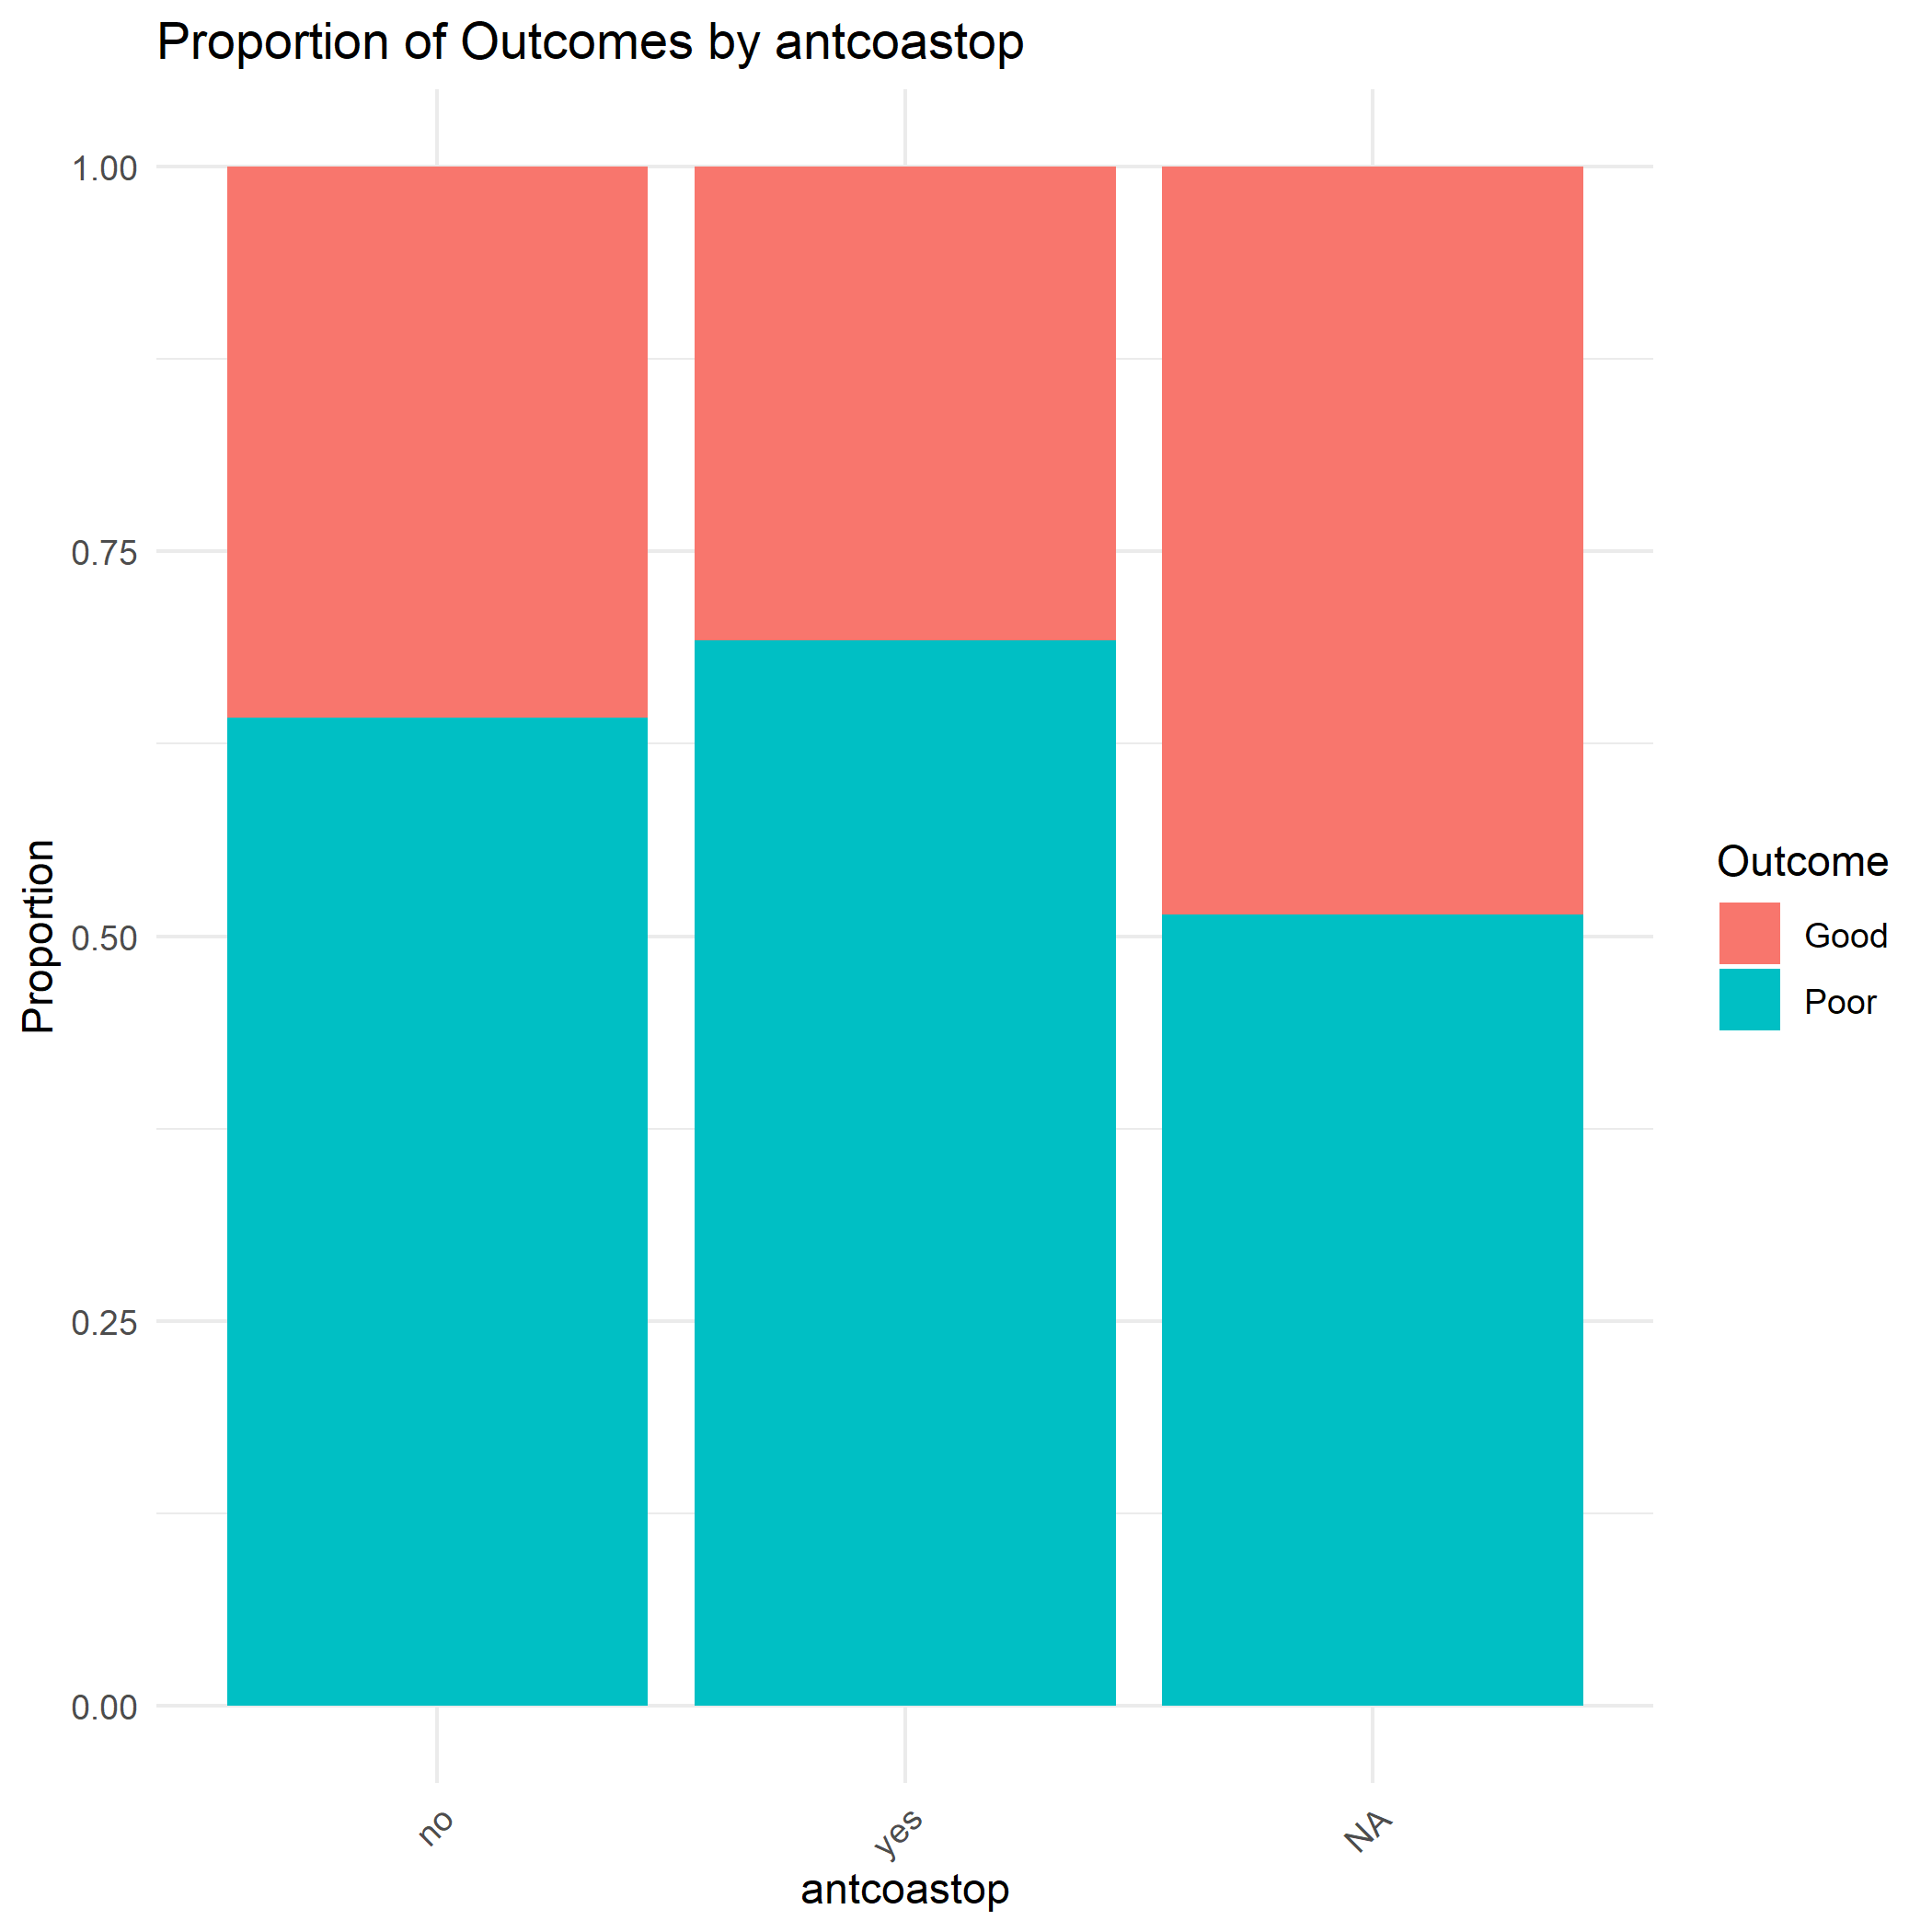 Proportion of Outcomes by antcoastop
1.00
0.75
0.50
0.25
0.00
Proportion
no
yes
NA
antcoastop
Outcome
Good
Poor